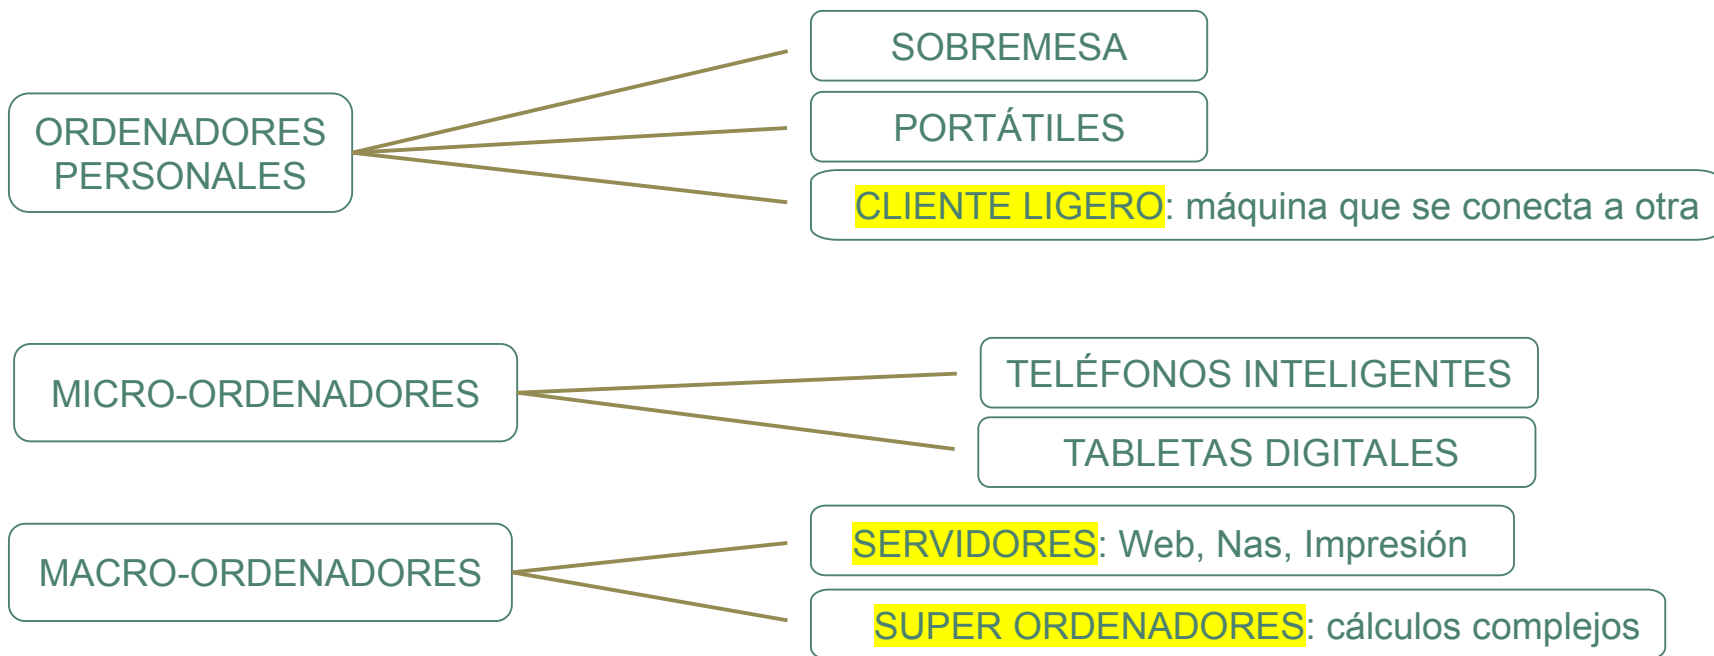 ORDENADORES
PERSONALES
SOBREMESA
PORTÁTILES
CLIENTE LIGERO: máquina que se conecta a otra
MICRO-ORDENADORES
TELÉFONOS INTELIGENTES
TABLETAS DIGITALES
MACRO-ORDENADORES
SERVIDORES: Web, Nas, Impresión
SUPER ORDENADORES: cálculos complejos